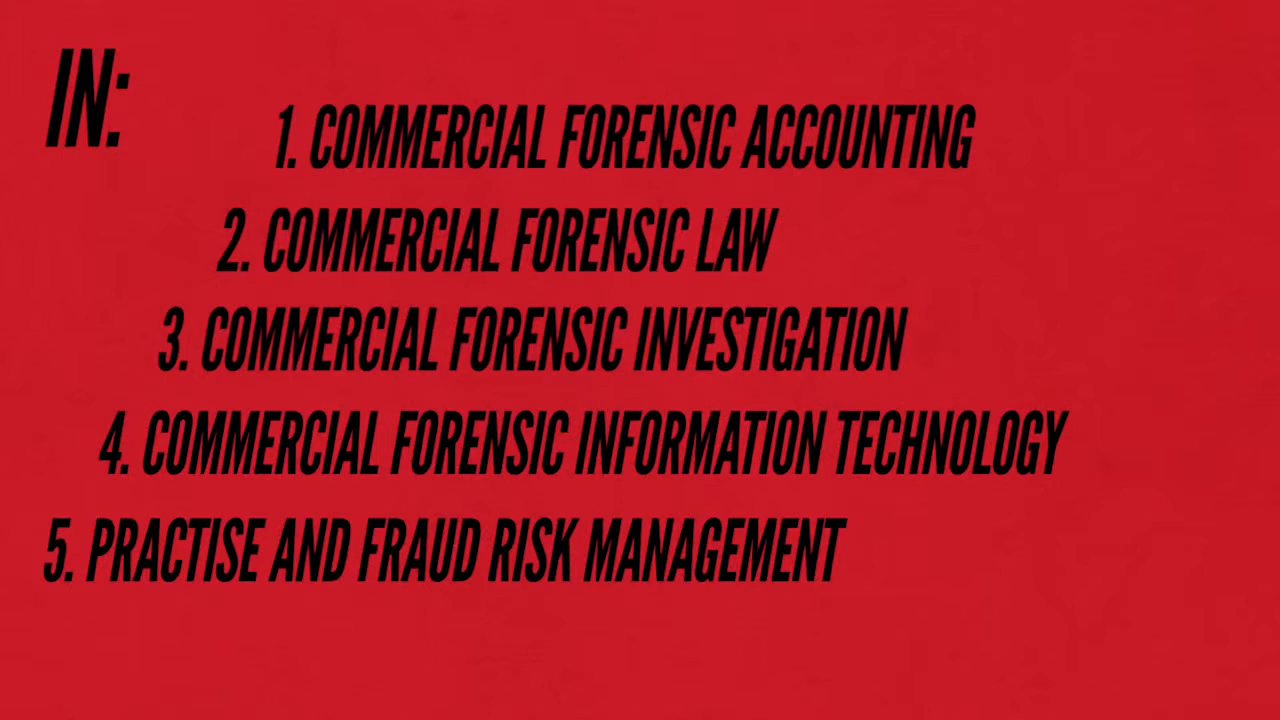 IN:
1. COMMERCIAL FORENSIC ACCOUNTING
2. COMMERCIAL FORENSIC LAW
3. COMMERCIAL FORENSIC INVESTIGATION
4. COMMERCIAL FORENSIC INFORMATION TECHNOLOGY
5. PRACTISE AND FRAUD RISK MANAGEMENT